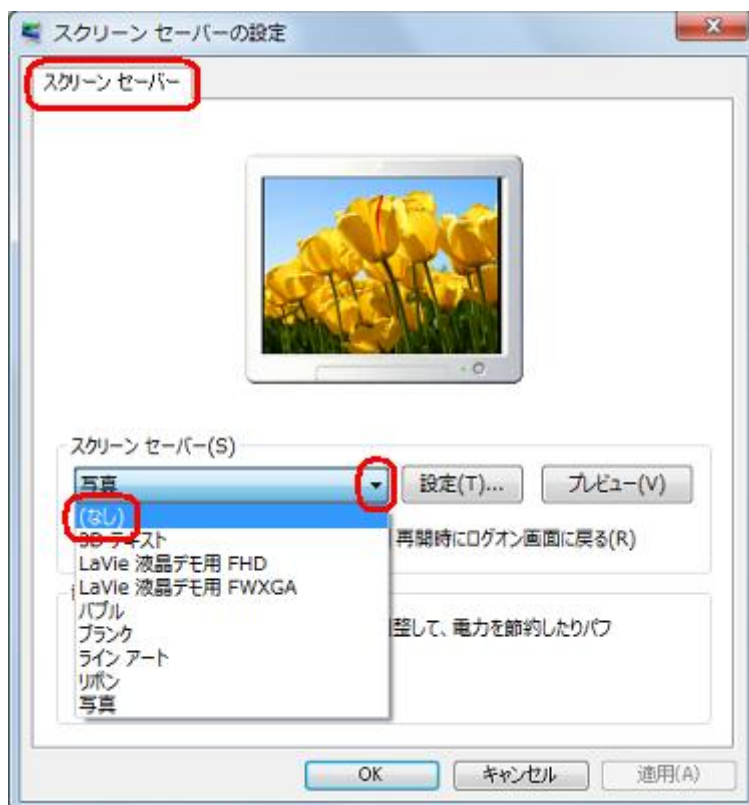 スクリーン セーバーの設定
スクリーン セーバー
スクリーン セーバー(S)
写真
設定(T)...
プレビュー(V)
(なし)
3D テキスト
再開時にログオン画面に戻る(R)
LaVie 液晶デモ用 FHD
LaVie 液晶デモ用 FWXGA
バブル
ブランク
整して、電力を節約したりパフ
ライン アート
リボン
写真
OK
キャンセル
適用(A)